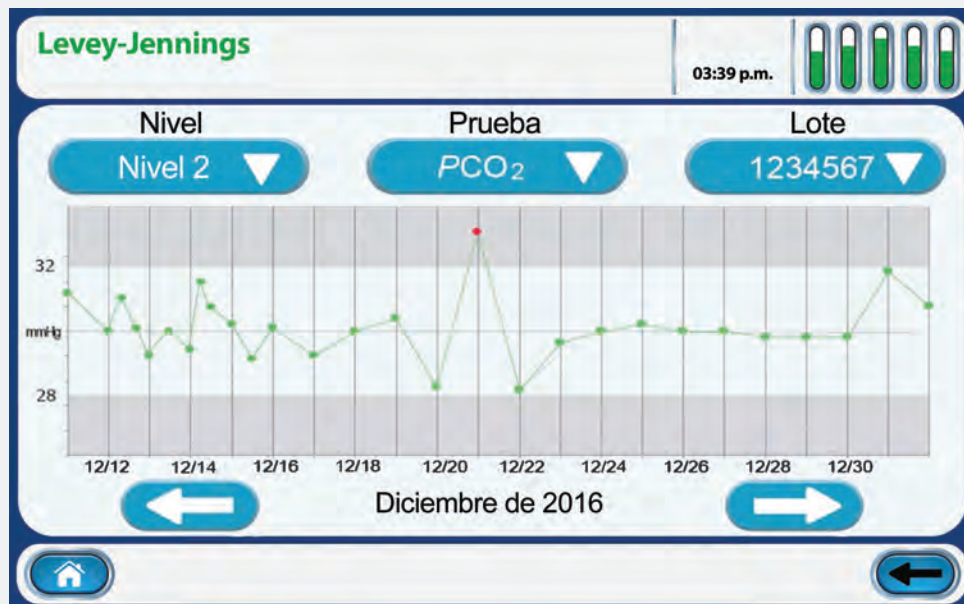 Levey-Jennings
03:39 p.m.
Nivel Prueba Lote
Nivel 2 PCO₂ 1234567
32
mmHg
28
12/12 12/14 12/16 12/18 12/20 12/22 12/24 12/26 12/28 12/30
Diciembre de 2016